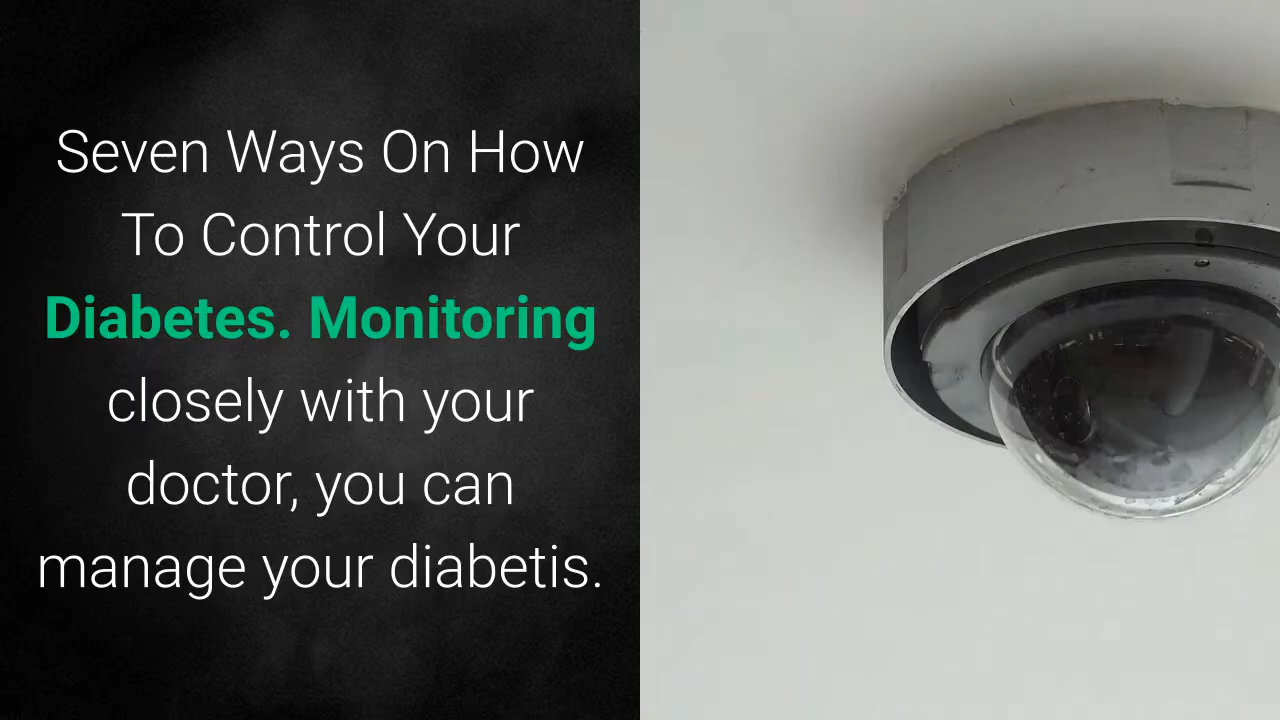 Seven Ways On How
To Control Your
Diabetes. Monitoring
closely with your
doctor, you can
manage your diabetis.